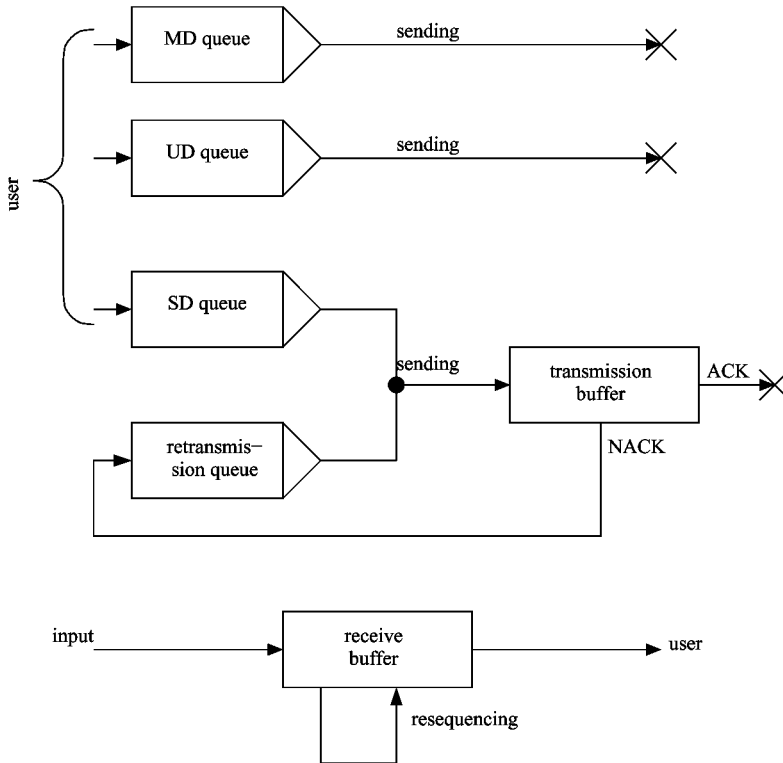 MD queue
sending
UD queue
sending
user
SD queue
sending
transmission
buffer
ACK
NACK
retransmis-
sion queue
input
receive
buffer
user
resequencing